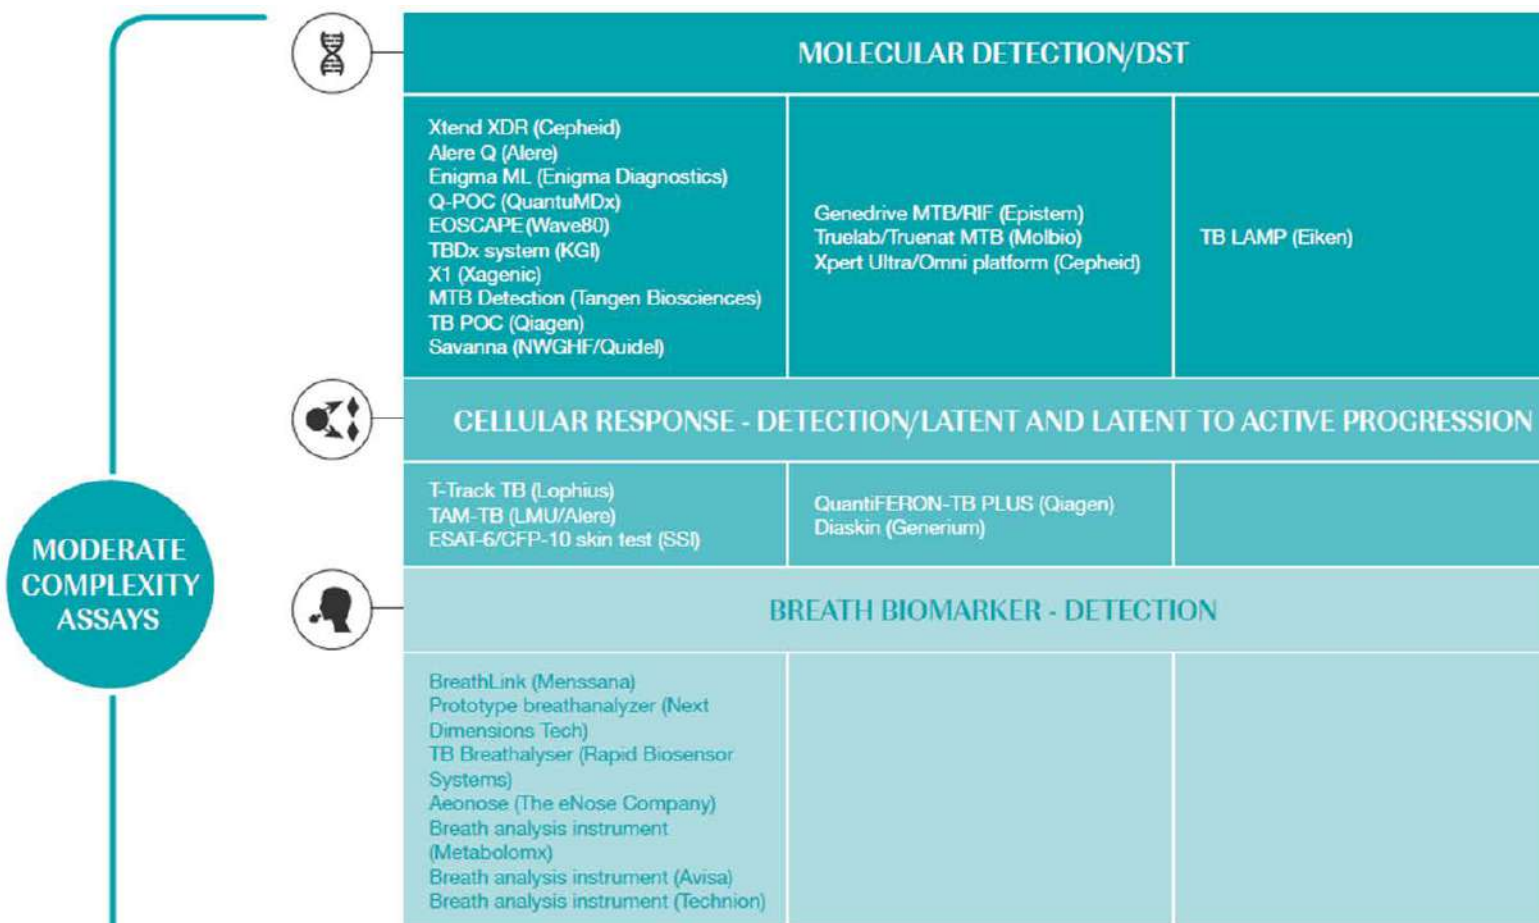 MOLECULAR DETECTION/DST
Xtend XDR (Cepheid)
Alere Q (Alere)
Enigma ML (Enigma Diagnostics)
Q-POC (QuantuMDx)
EOSCAPE (Wave80)
TBDx system (KGI)
X1 (Xagenic)
MTB Detection (Tangen Biosciences)
TB POC (Qiagen)
Savanna (NWGHF/Quidel)
Genedrive MTB/RIF (Epistem)
Truelab/Truenat MTB (Molbio)
Xpert Ultra/Omni platform (Cepheid)
TB LAMP (Eiken)
CELLULAR RESPONSE - DETECTION/LATENT AND LATENT TO ACTIVE PROGRESSION
T-Track TB (Lophius)
TAM-TB (LMU/Alere)
ESAT-6/CFP-10 skin test (SSI)
QuantiFERON-TB PLUS (Qiagen)
Diaskin (Generium)
MODERATE
COMPLEXITY
ASSAYS
BREATH BIOMARKER - DETECTION
BreathLink (Menssana)
Prototype breathanalyzer (Next
Dimensions Tech)
TB Breathalyser (Rapid Biosensor
Systems)
Aeonose (The eNose Company)
Breath analysis instrument
(Metabolomx)
Breath analysis instrument (Avisa)
Breath analysis instrument (Technion)